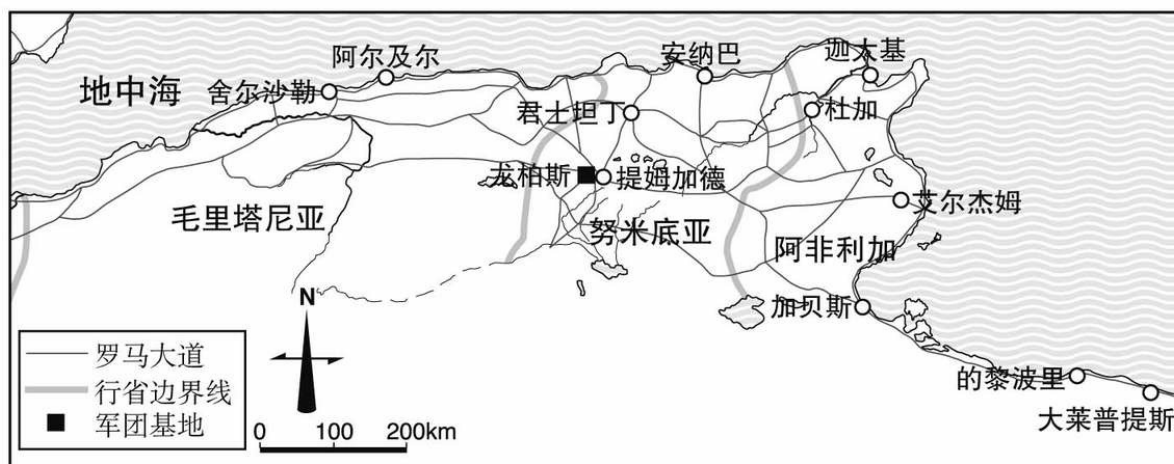 阿尔及尔
安纳巴
迦太基
地中海
舍尔沙勒
君士坦丁
杜加
龙柏斯
提姆加德
毛里塔尼亚
努米底亚
艾尔杰姆
阿非利加
N
加贝斯
罗马大道
行省边界线
军团基地
0 100 200km
的黎波里
大莱普提斯